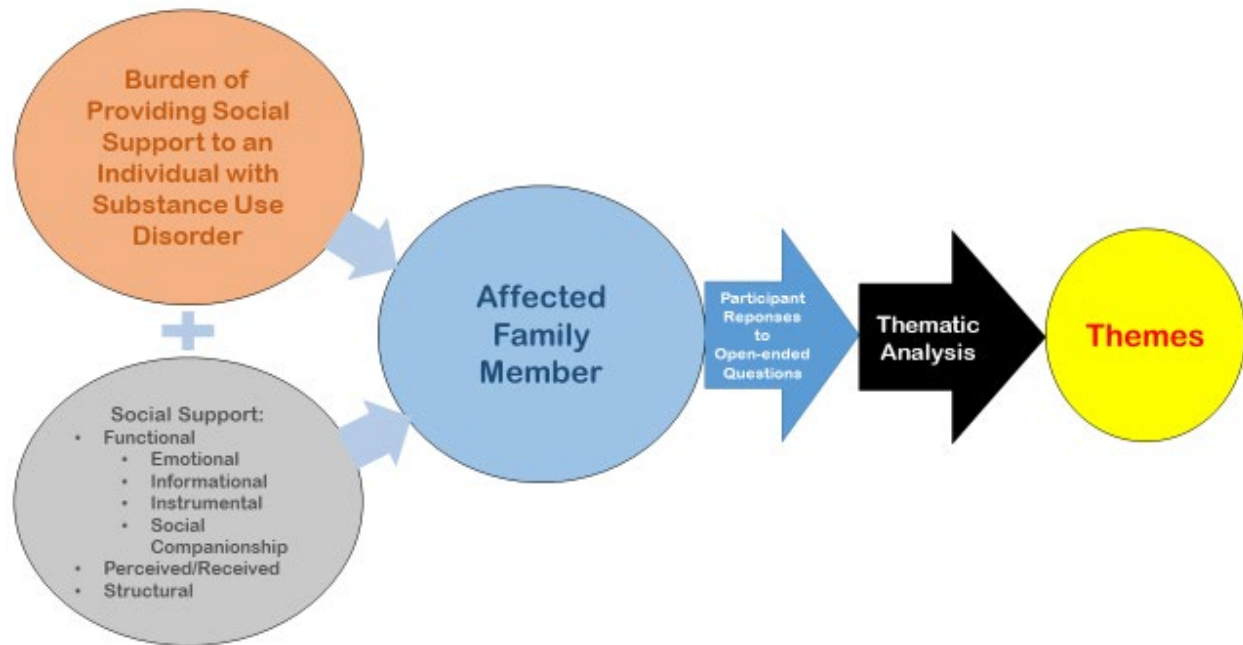 Burden of
Providing Social
Support to an
Individual with
Substance Use
Disorder
Social Support:
• Functional
• Emotional
• Informational
• Instrumental
• Social
Companionship
• Perceived/Received
• Structural
Affected
Family
Member
Participant
Reponses
to
Open-ended
Questions
Thematic
Analysis
Themes